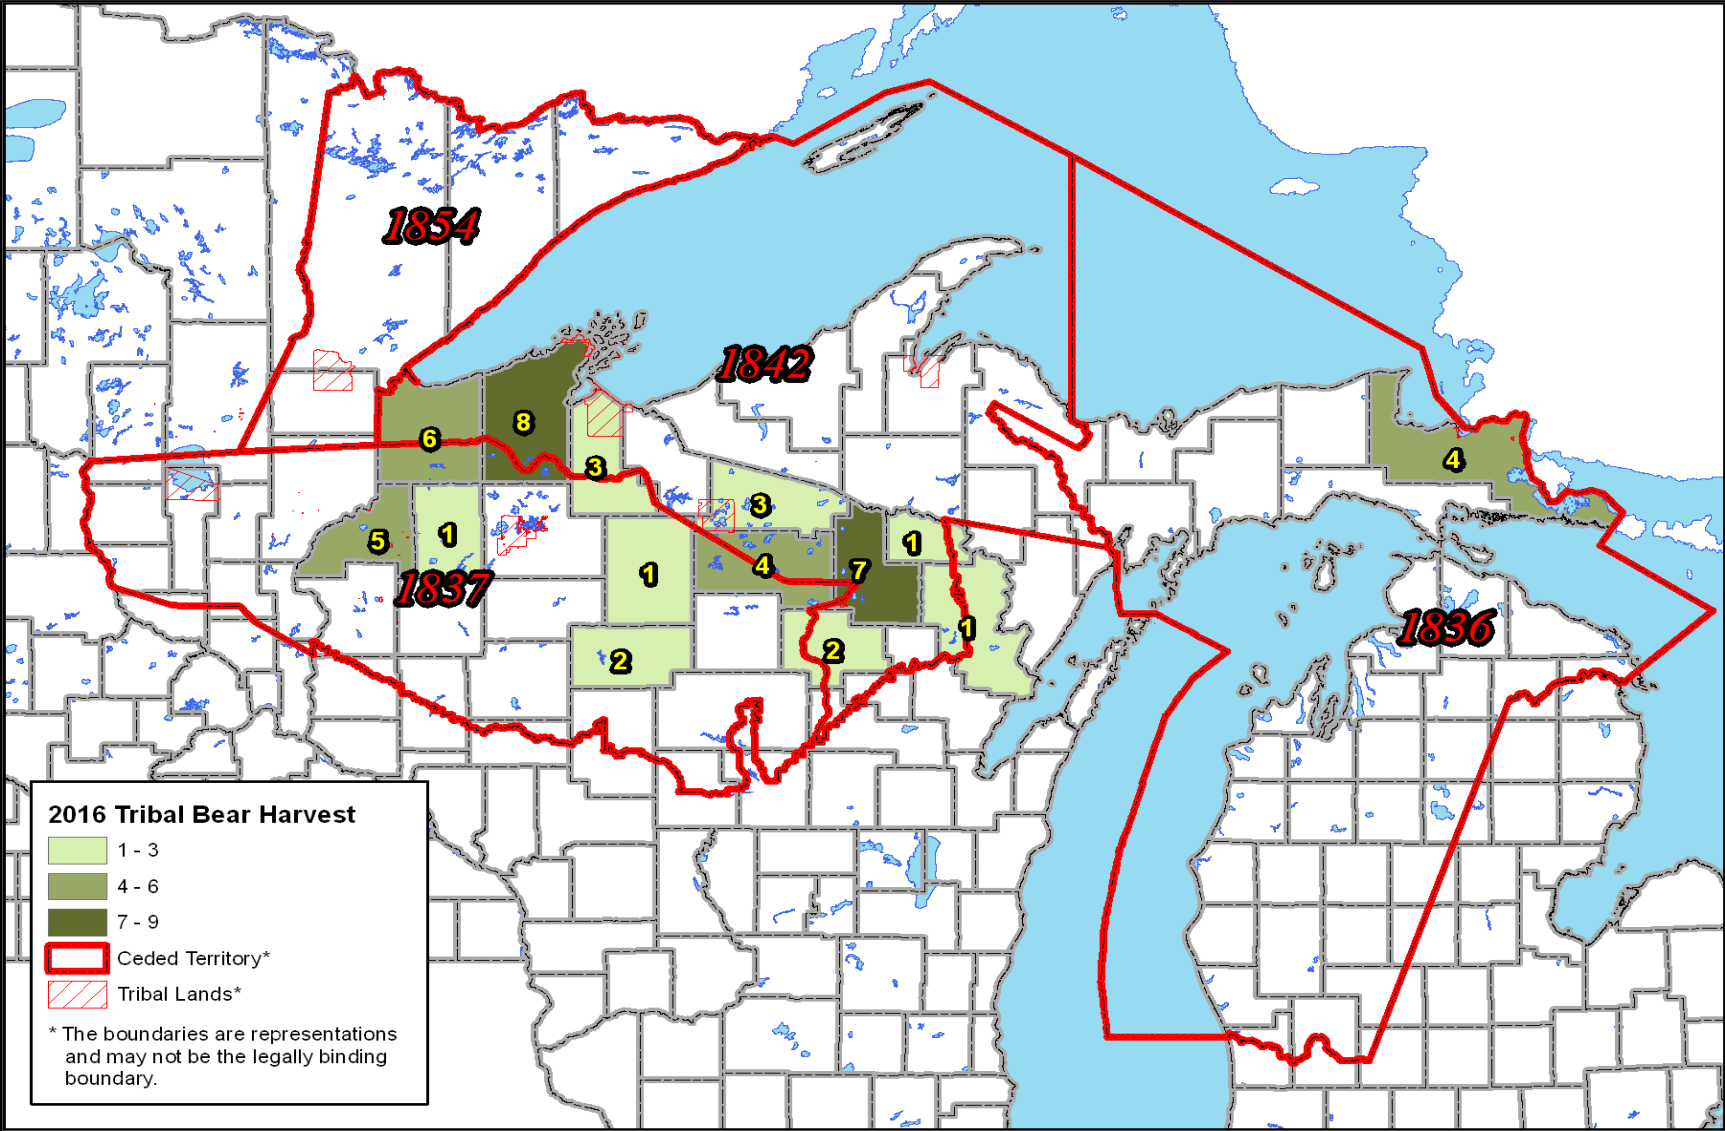 1854
1842
8
6
3
4
3
5
1
1
7
4
1
1837
1
1836
1
2
2
2016 Tribal Bear Harvest
1 - 3
4 - 6
7 - 9
Ceded Territory*
Tribal Lands*
* The boundaries are representations
and may not be the legally binding
boundary.